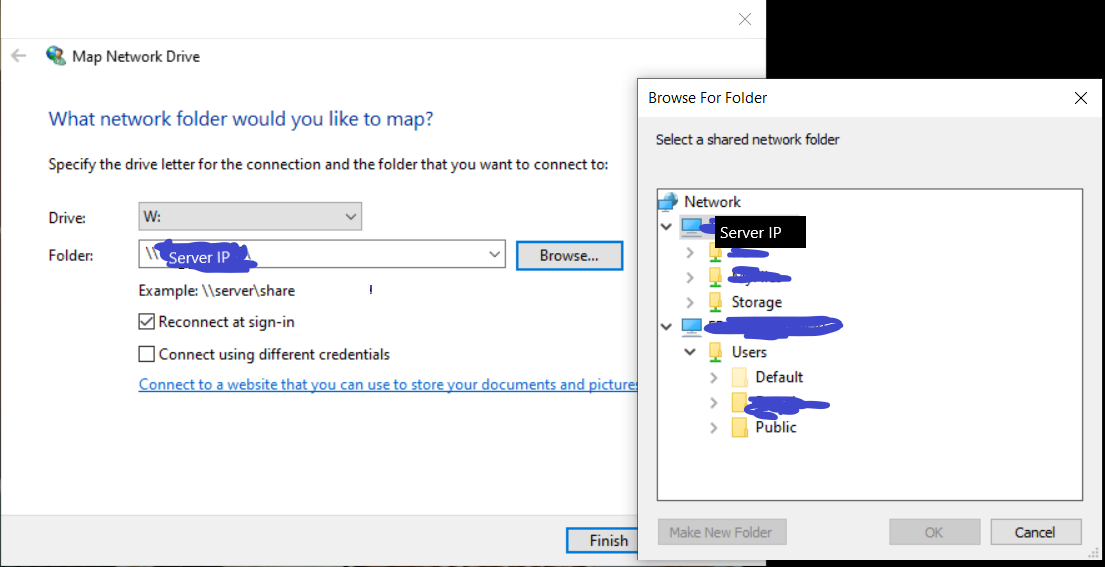 Map Network Drive
What network folder would you like to map?
Specify the drive letter for the connection and the folder that you want to connect to:
Drive: W:
Folder: \\ Server IP \ Browse...
Example: \\server\share !
Reconnect at sign-in
Connect using different credentials
Connect to a website that you can use to store your documents and pictures
Finish
Browse For Folder
Select a shared network folder
Network
Server IP
Storage
Users
Default
Public
Make New Folder OK Cancel